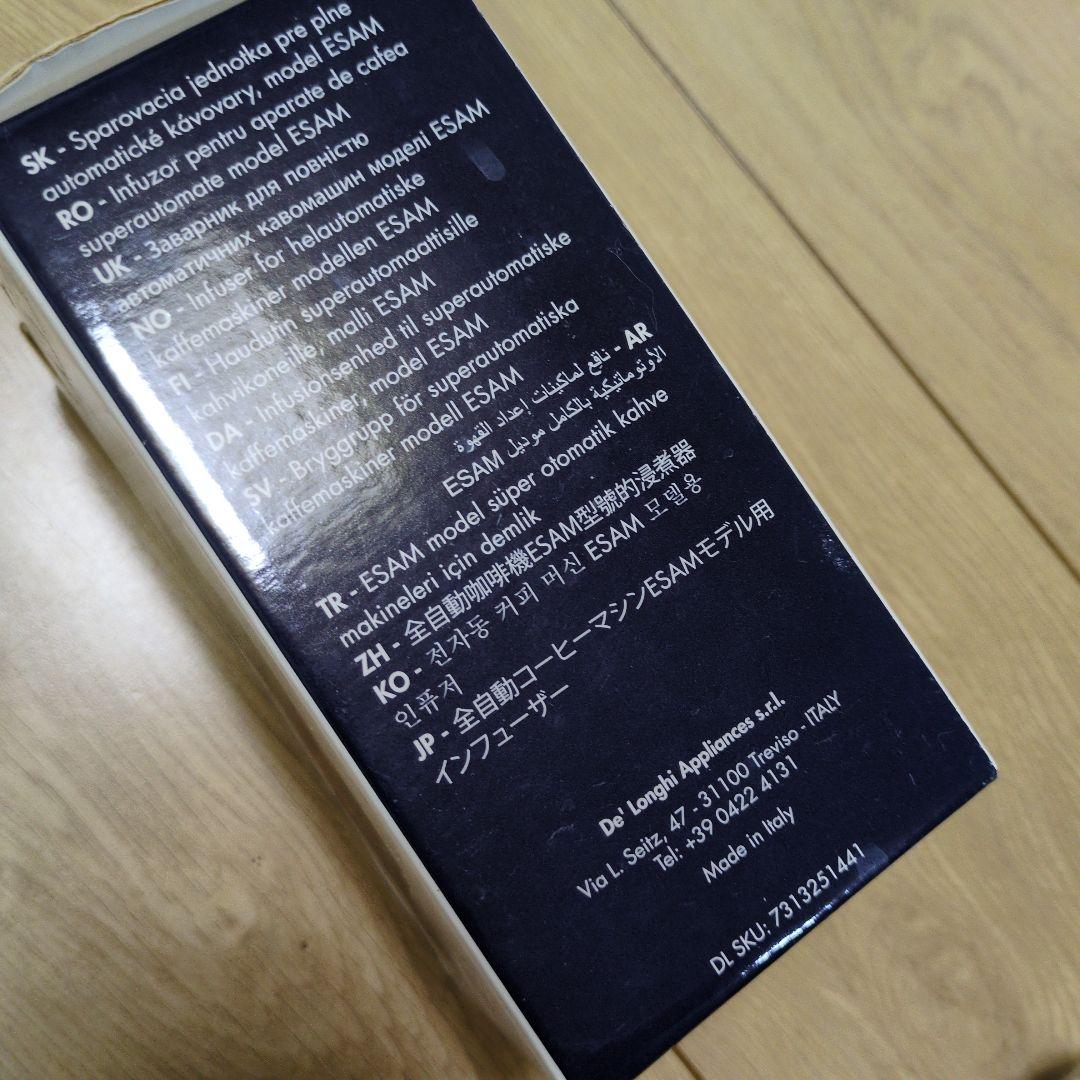 SK - Sparovacia jednotka pre plne
automatické kávovary, model ESAM
RO - Infuzor pentru aparate de cafea
superautomate model ESAM
UK - Заварник для повністю
автоматичних кавомашин моделі ESAM
NO - Infuser for helautomatiske
kaffemaskiner modellen ESAM
FI - Haudutin superautomaattisille
kahvikoneille, malli ESAM
DA - Infusionsenhed til superautomatiske
kaffemaskiner, model ESAM
SV - Bryggrupp för superautomatiska
kaffemaskiner modell ESAM
AR - ناقع لماكينات إعداد القهوة
الأوتوماتيكية بالكامل موديل ESAM
TR - ESAM model süper otomatik kahve
makineleri için demlik
ZH - 全自動咖啡機ESAM型號的浸煮器
KO - 전자동 커피 머신 ESAM 모델용
인퓨저
JP - 全自動コーヒーマシンESAMモデル用
インフューザー
De' Longhi Appliances s.r.l.
Via L. Seitz, 47 - 31100 Treviso - ITALY
Tel: +39 0422 4131
Made in Italy
DL SKU: 7313251441